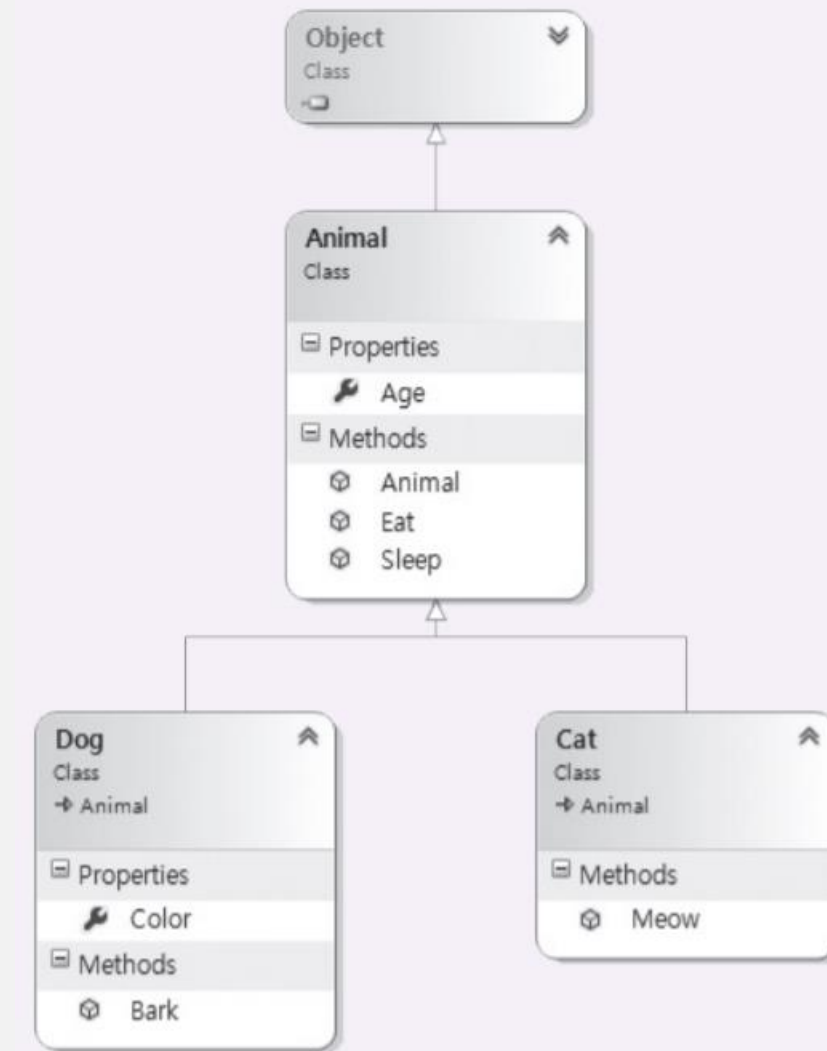 Object
Class
Animal
Class
Properties
Age
Methods
Animal
Eat
Sleep
Dog
Class
Animal
Properties
Color
Methods
Bark
Cat
Class
Animal
Methods
Meow